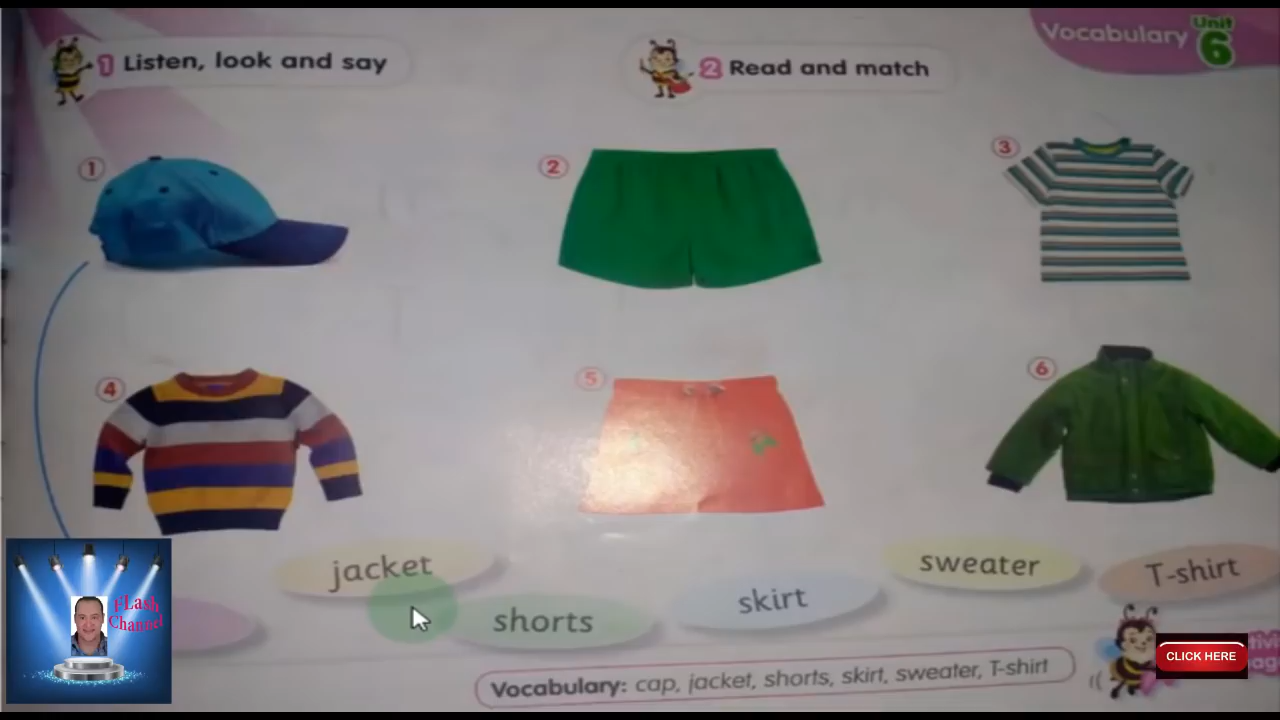 Vocabulary Unit 6
1 Listen, look and say
2 Read and match
1
2
3
4
5
6
jacket
sweater
T-shirt
shorts
skirt
FLash
Channel
CLICK HERE
Vocabulary: cap, jacket, shorts, skirt, sweater, T-shirt